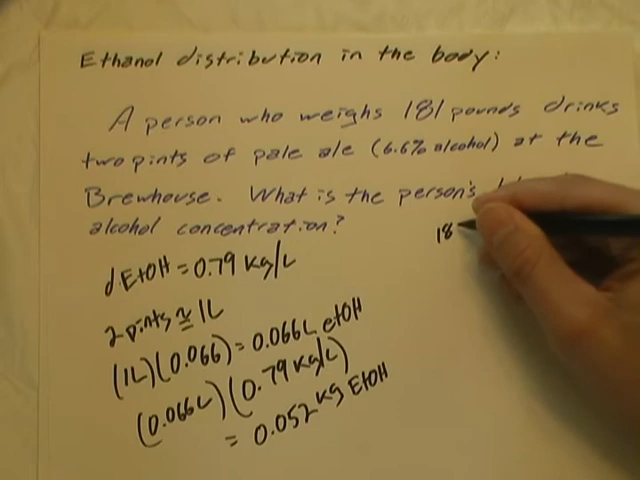 Ethanol distribution in the body:
A person who weighs 181 pounds drinks
two pints of pale ale (6.6% alcohol) at the
Brewhouse. What is the person's
alcohol concentration?
18
dEtOH = 0.79 kg/L
2 pints ≅ 1L
(1L)(0.066) = 0.066L etOH
(0.066L)(0.79 kg/L)
= 0.052 kg EtOH